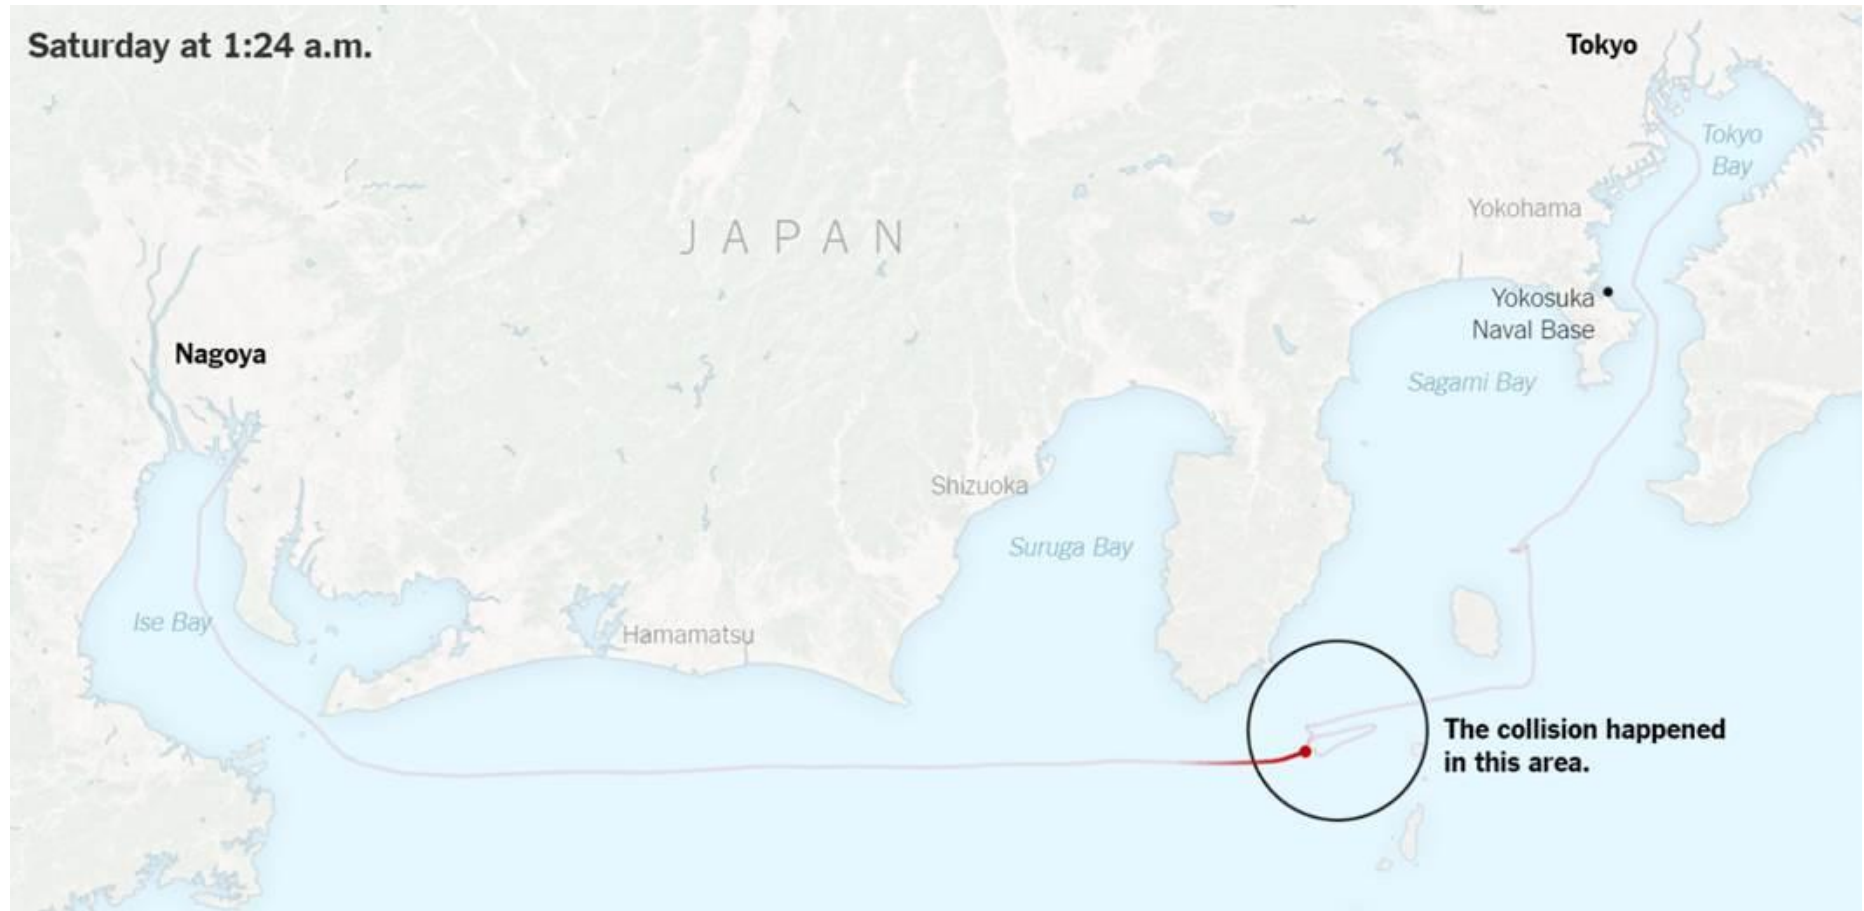 Saturday at 1:24 a.m.
Tokyo
Tokyo
Bay
Yokohama
JAPAN
Yokosuka
Naval Base
Nagoya
Sagami Bay
Shizuoka
Suruga Bay
Ise Bay
Hamamatsu
The collision happened
in this area.